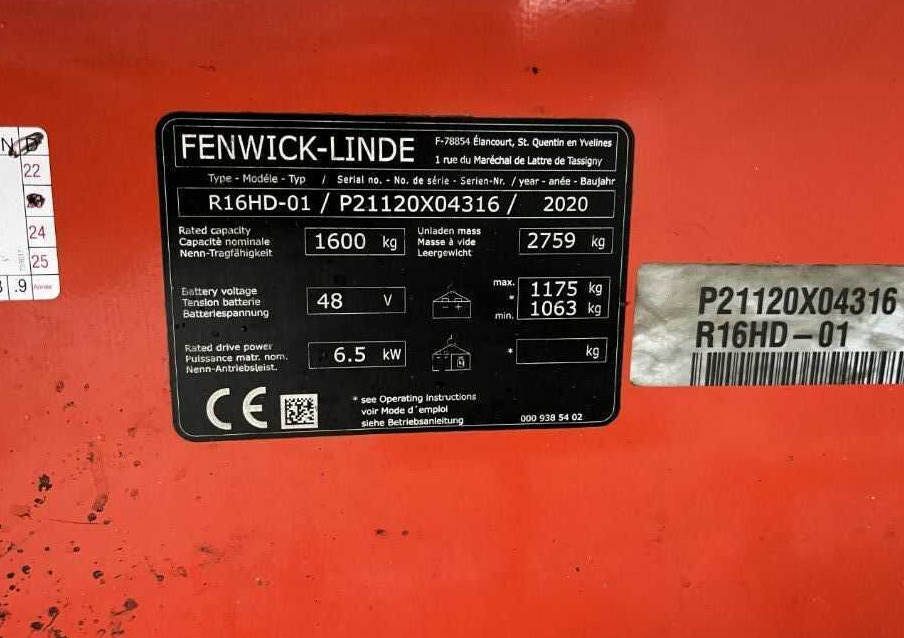 FENWICK-LINDE
F-78854 Élancourt, St. Quentin en Yvelines
1 rue du Maréchal de Lattre de Tassigny
Type - Modéle - Typ / Serial no. - No. de série - Serien-Nr. / year - anée - Baujahr
R16HD-01 / P21120X04316 / 2020
Rated capacity
Capacité nominale
Nenn-Tragfähigkeit
1600 kg
Unladen mass
Masse à vide
Leergewicht
2759 kg
Battery voltage
Tension batterie
Batteriespannung
48 V
max. 1175 kg
*
min. 1063 kg
Rated drive power
Puissance matr. nom.
Nenn-Antriebsleist.
6.5 kW
* kg
CE
* see Operating Instructions
voir Mode d'emploi
siehe Betriebsanleitung
000 938 54 02
P21120X04316
R16HD-01
22
24
25
.9